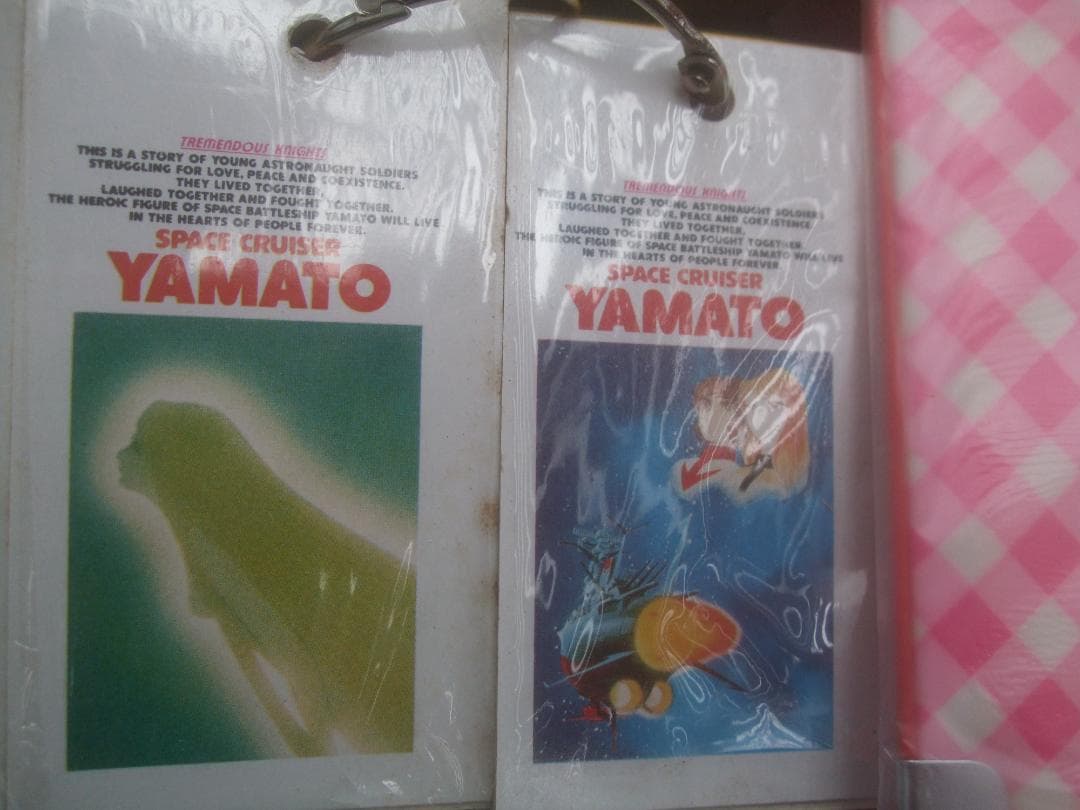 TREMENDOUS KNIGHTS
THIS IS A STORY OF YOUNG ASTRONAUGHT SOLDIERS
STRUGGLING FOR LOVE, PEACE AND COEXISTENCE.
THEY LIVED TOGETHER,
LAUGHED TOGETHER AND FOUGHT TOGETHER.
THE HEROIC FIGURE OF SPACE BATTLESHIP YAMATO WILL LIVE
IN THE HEARTS OF PEOPLE FOREVER.
SPACE CRUISER
YAMATO
TREMENDOUS KNIGHTS
THIS IS A STORY OF YOUNG ASTRONAUGHT SOLDIERS
STRUGGLING FOR LOVE, PEACE AND COEXISTENCE.
THEY LIVED TOGETHER,
LAUGHED TOGETHER AND FOUGHT TOGETHER.
THE HEROIC FIGURE OF SPACE BATTLESHIP YAMATO WILL LIVE
IN THE HEARTS OF PEOPLE FOREVER.
SPACE CRUISER
YAMATO